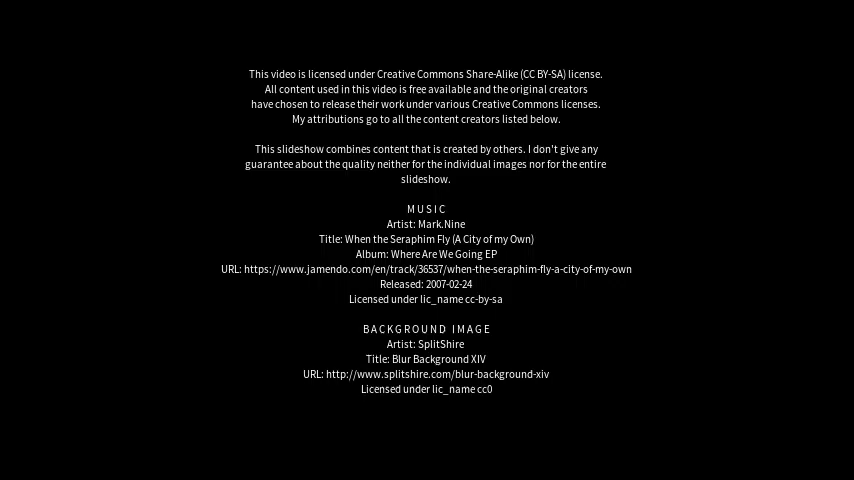 This video is licensed under Creative Commons Share-Alike (CC BY-SA) license.
All content used in this video is free available and the original creators
have chosen to release their work under various Creative Commons licenses.
My attributions go to all the content creators listed below.
This slideshow combines content that is created by others. I don't give any
guarantee about the quality neither for the individual images nor for the entire
slideshow.
MUSIC
Artist: Mark.Nine
Title: When the Seraphim Fly (A City of my Own)
Album: Where Are We Going EP
URL: https://www.jamendo.com/en/track/36537/when-the-seraphim-fly-a-city-of-my-own
Released: 2007-02-24
Licensed under lic_name cc-by-sa
BACKGROUND IMAGE
Artist: SplitShire
Title: Blur Background XIV
URL: http://www.splitshire.com/blur-background-xiv
Licensed under lic_name cc0